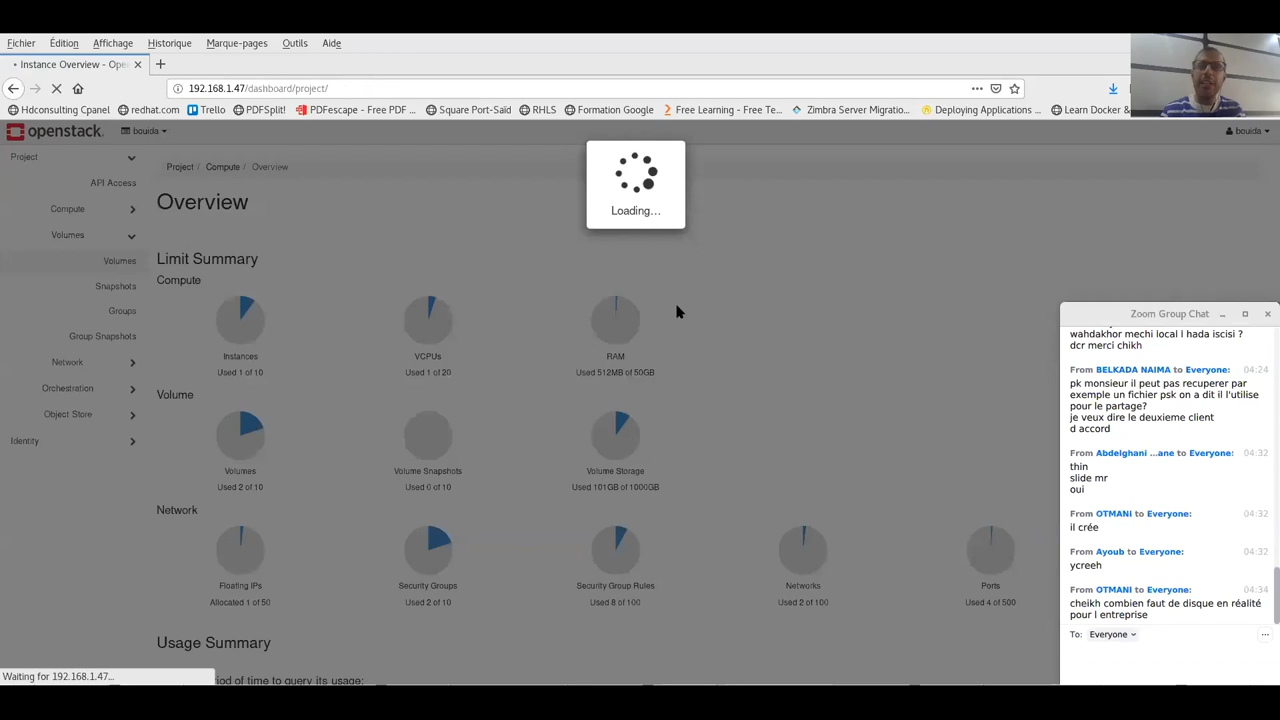 Fichier Édition Affichage Historique Marque-pages Outils Aide
Instance Overview - Ope
192.168.1.47/dashboard/project/
Hdconsulting Cpanel redhat.com Trello PDFSplit! PDFescape - Free PDF ... Square Port-Saïd RHLS Formation Google Free Learning - Free Te... Zimbra Server Migratio... Deploying Applications ... Learn Docker &
openstack. bouida bouida
Project
Project / Compute / Overview
API Access
Compute
Volumes
Volumes
Snapshots
Groups
Group Snapshots
Network
Orchestration
Object Store
Identity
Overview
Loading...
Limit Summary
Compute
Instances VCPUs RAM
Used 1 of 10 Used 1 of 20 Used 512MB of 50GB
Volume
Volumes Volume Snapshots Volume Storage
Used 2 of 10 Used 0 of 10 Used 101GB of 1000GB
Network
Floating IPs Security Groups Security Group Rules Networks Ports
Allocated 1 of 50 Used 2 of 10 Used 8 of 100 Used 2 of 100 Used 4 of 500
Usage Summary
riod of time to query its usage:
Waiting for 192.168.1.47...
Zoom Group Chat
wahdakhor mechi local l hada iscisi ?
dcr merci chikh
From BELKADA NAIMA to Everyone: 04:24
pk monsieur il peut pas recuperer par
exemple un fichier psk on a dit il l'utilise
pour le partage?
je veux dire le deuxieme client
d accord
From Abdelghani ...ane to Everyone: 04:32
thin
slide mr
oui
From OTMANI to Everyone: 04:32
il crée
From Ayoub to Everyone: 04:32
ycreeh
From OTMANI to Everyone: 04:34
cheikh combien faut de disque en réalité
pour l entreprise
To: Everyone